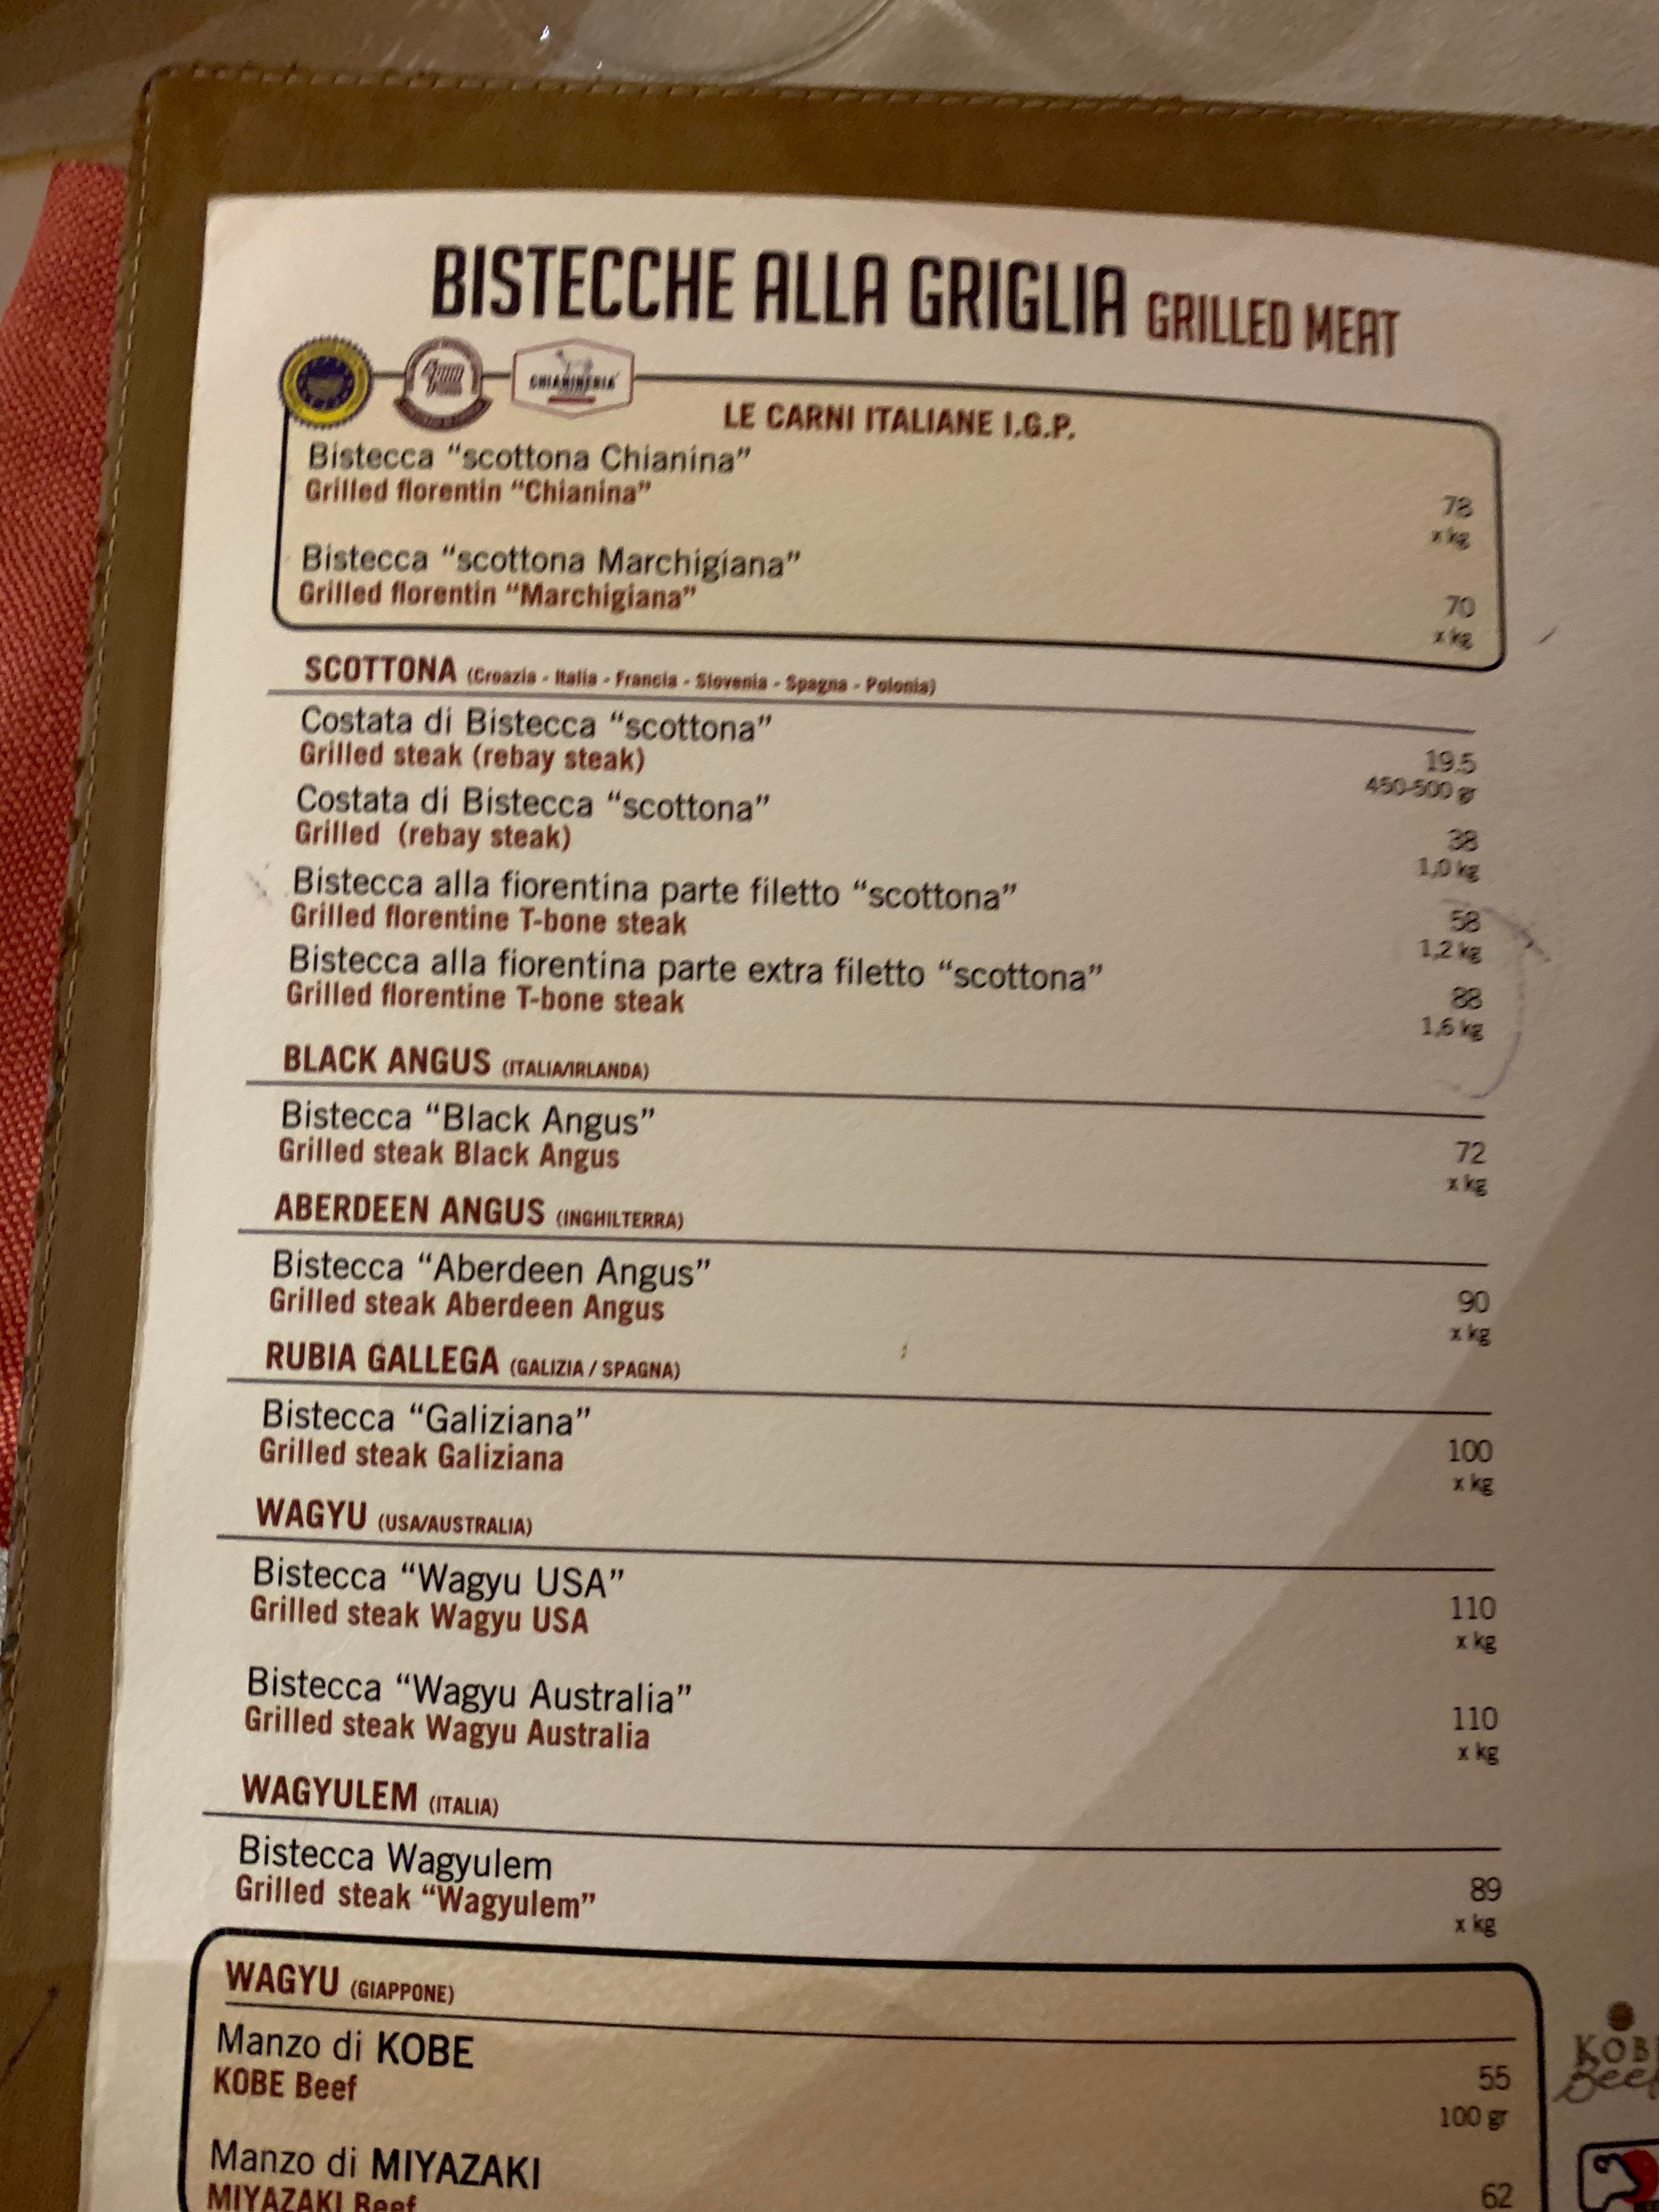 BISTECCHE ALLA GRIGLIA GRILLED MEAT
CHIANINERIA
LE CARNI ITALIANE I.G.P.
Bistecca “scottona Chianina”
Grilled florentin “Chianina”
78
x kg
Bistecca “scottona Marchigiana”
Grilled florentin “Marchigiana”
70
x kg
SCOTTONA (Croazia - Italia - Francia - Slovenia - Spagna - Polonia)
Costata di Bistecca “scottona”
Grilled steak (rebay steak)
19.5
450-500 gr
Costata di Bistecca “scottona”
Grilled (rebay steak)
38
1,0 kg
Bistecca alla fiorentina parte filetto “scottona”
Grilled florentine T-bone steak
58
1,2 kg
Bistecca alla fiorentina parte extra filetto “scottona”
Grilled florentine T-bone steak
88
1,6 kg
BLACK ANGUS (ITALIA/IRLANDA)
Bistecca “Black Angus”
Grilled steak Black Angus
72
x kg
ABERDEEN ANGUS (INGHILTERRA)
Bistecca “Aberdeen Angus”
Grilled steak Aberdeen Angus
90
x kg
RUBIA GALLEGA (GALIZIA / SPAGNA)
Bistecca “Galiziana”
Grilled steak Galiziana
100
x kg
WAGYU (USA/AUSTRALIA)
Bistecca “Wagyu USA”
Grilled steak Wagyu USA
110
x kg
Bistecca “Wagyu Australia”
Grilled steak Wagyu Australia
110
x kg
WAGYULEM (ITALIA)
Bistecca Wagyulem
Grilled steak “Wagyulem”
89
x kg
WAGYU (GIAPPONE)
Manzo di KOBE
KOBE Beef
55
100 gr
KOB
Bee
Manzo di MIYAZAKI
MIYAZAKI Beef
62